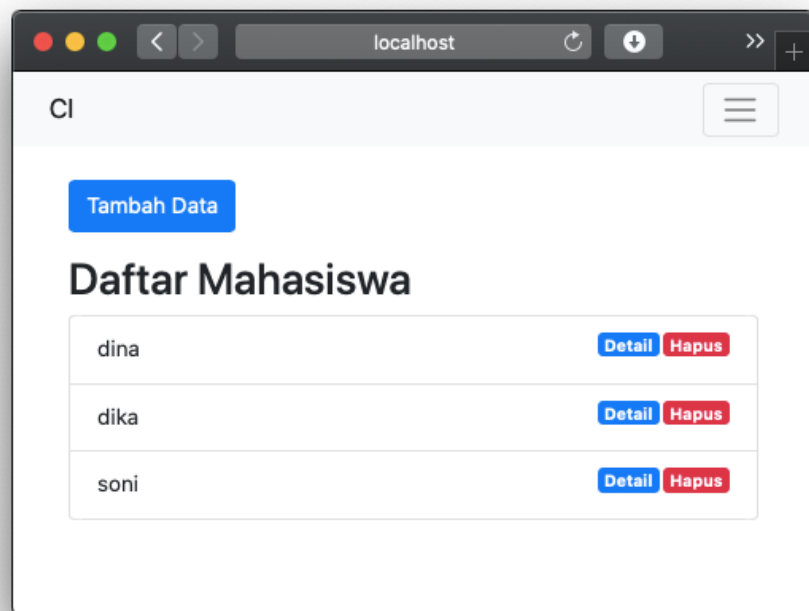 localhost
CI
Tambah Data
Daftar Mahasiswa
dina Detail Hapus
dika Detail Hapus
soni Detail Hapus